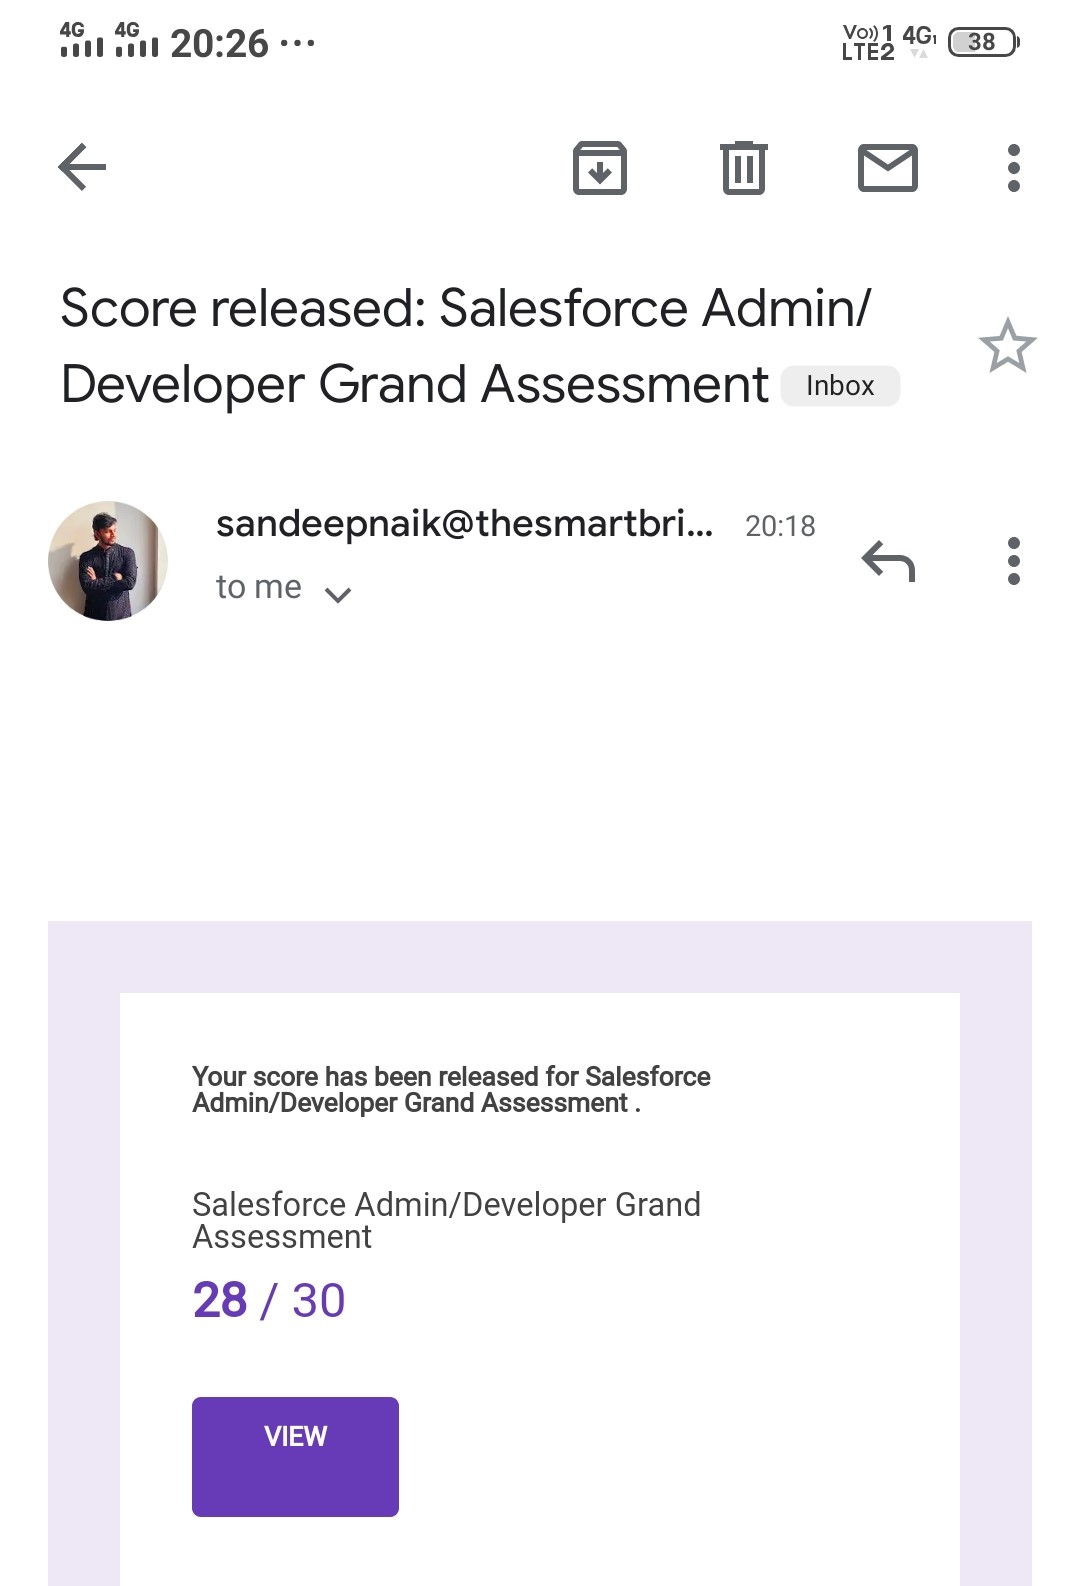 4G 4G 20:26 ... Vo)) 1 4G1 38
LTE2
Score released: Salesforce Admin/
Developer Grand Assessment Inbox
sandeepnaik@thesmartbri... 20:18
to me
Your score has been released for Salesforce
Admin/Developer Grand Assessment .
Salesforce Admin/Developer Grand
Assessment
28 / 30
VIEW